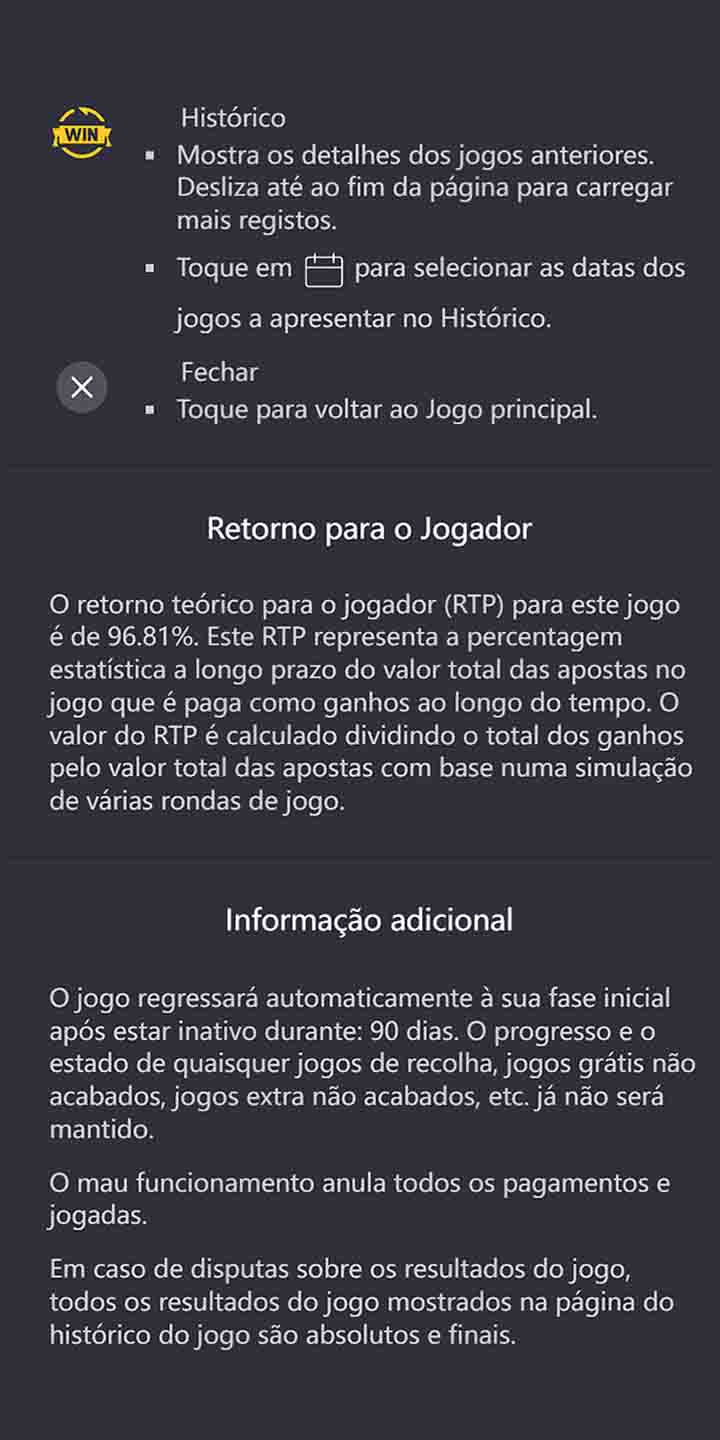 WIN
Histórico
▪ Mostra os detalhes dos jogos anteriores.
Desliza até ao fim da página para carregar
mais registos.
▪ Toque em para selecionar as datas dos
jogos a apresentar no Histórico.
Fechar
▪ Toque para voltar ao Jogo principal.
Retorno para o Jogador
O retorno teórico para o jogador (RTP) para este jogo
é de 96.81%. Este RTP representa a percentagem
estatística a longo prazo do valor total das apostas no
jogo que é paga como ganhos ao longo do tempo. O
valor do RTP é calculado dividindo o total dos ganhos
pelo valor total das apostas com base numa simulação
de várias rondas de jogo.
Informação adicional
O jogo regressará automaticamente à sua fase inicial
após estar inativo durante: 90 dias. O progresso e o
estado de quaisquer jogos de recolha, jogos grátis não
acabados, jogos extra não acabados, etc. já não será
mantido.
O mau funcionamento anula todos os pagamentos e
jogadas.
Em caso de disputas sobre os resultados do jogo,
todos os resultados do jogo mostrados na página do
histórico do jogo são absolutos e finais.